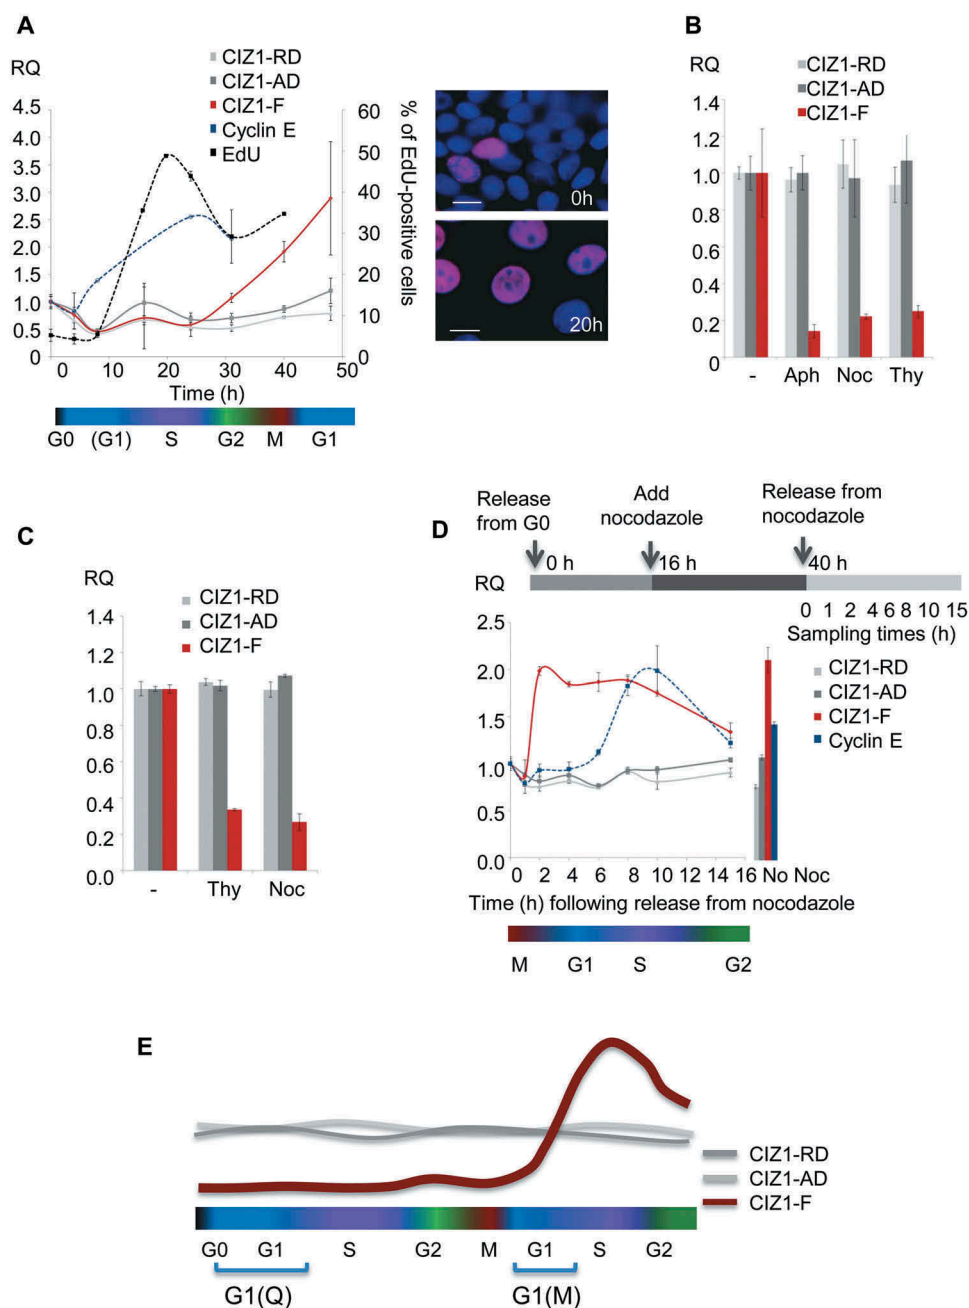 A
RQ
CIZ1-RD
CIZ1-AD
CIZ1-F
Cyclin E
EdU
4.5
4.0
3.5
3.0
2.5
2.0
1.5
1.0
0.5
0
60
50
40
30
20
10
0
% of EdU-positive cells
0 10 20 30 40 50
Time (h)
G0 (G1) S G2 M G1
0h
20h
B
RQ
CIZ1-RD
CIZ1-AD
CIZ1-F
1.4
1.2
1.0
0.8
0.6
0.4
0.2
0
- Aph Noc Thy
C
RQ
CIZ1-RD
CIZ1-AD
CIZ1-F
1.4
1.2
1.0
0.8
0.6
0.4
0.2
0.0
- Thy Noc
D
Release
from G0
Add
nocodazole
Release from
nocodazole
0 h
16 h
40 h
0 1 2 4 6 8 10 15
Sampling times (h)
RQ
CIZ1-RD
CIZ1-AD
CIZ1-F
Cyclin E
2.5
2.0
1.5
1.0
0.5
0.0
0 2 4 6 8 10 12 14 16 No Noc
Time (h) following release from nocodazole
M G1 S G2
E
CIZ1-RD
CIZ1-AD
CIZ1-F
G0 G1 S G2 M G1 S G2
G1(Q) G1(M)